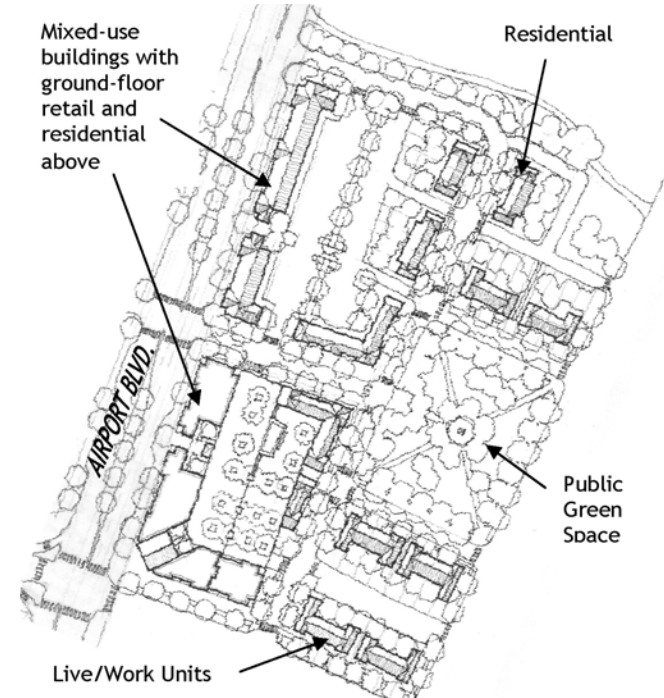 Mixed-use
buildings with
ground-floor
retail and
residential
above
Residential
AIRPORT BLVD.
Public
Green
Space
Live/Work Units